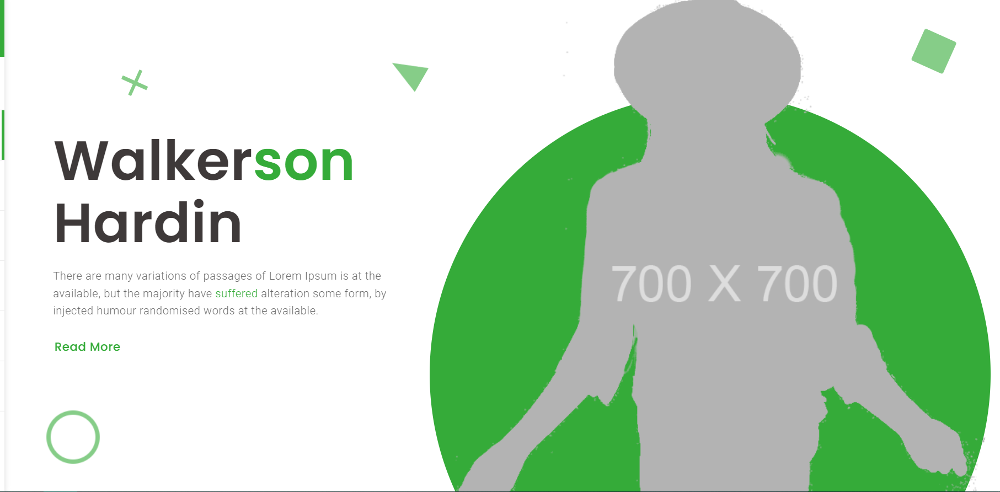 Walkerson
Hardin
There are many variations of passages of Lorem Ipsum is at the
available, but the majority have suffered alteration some form, by
injected humour randomised words at the available.
Read More
700 X 700